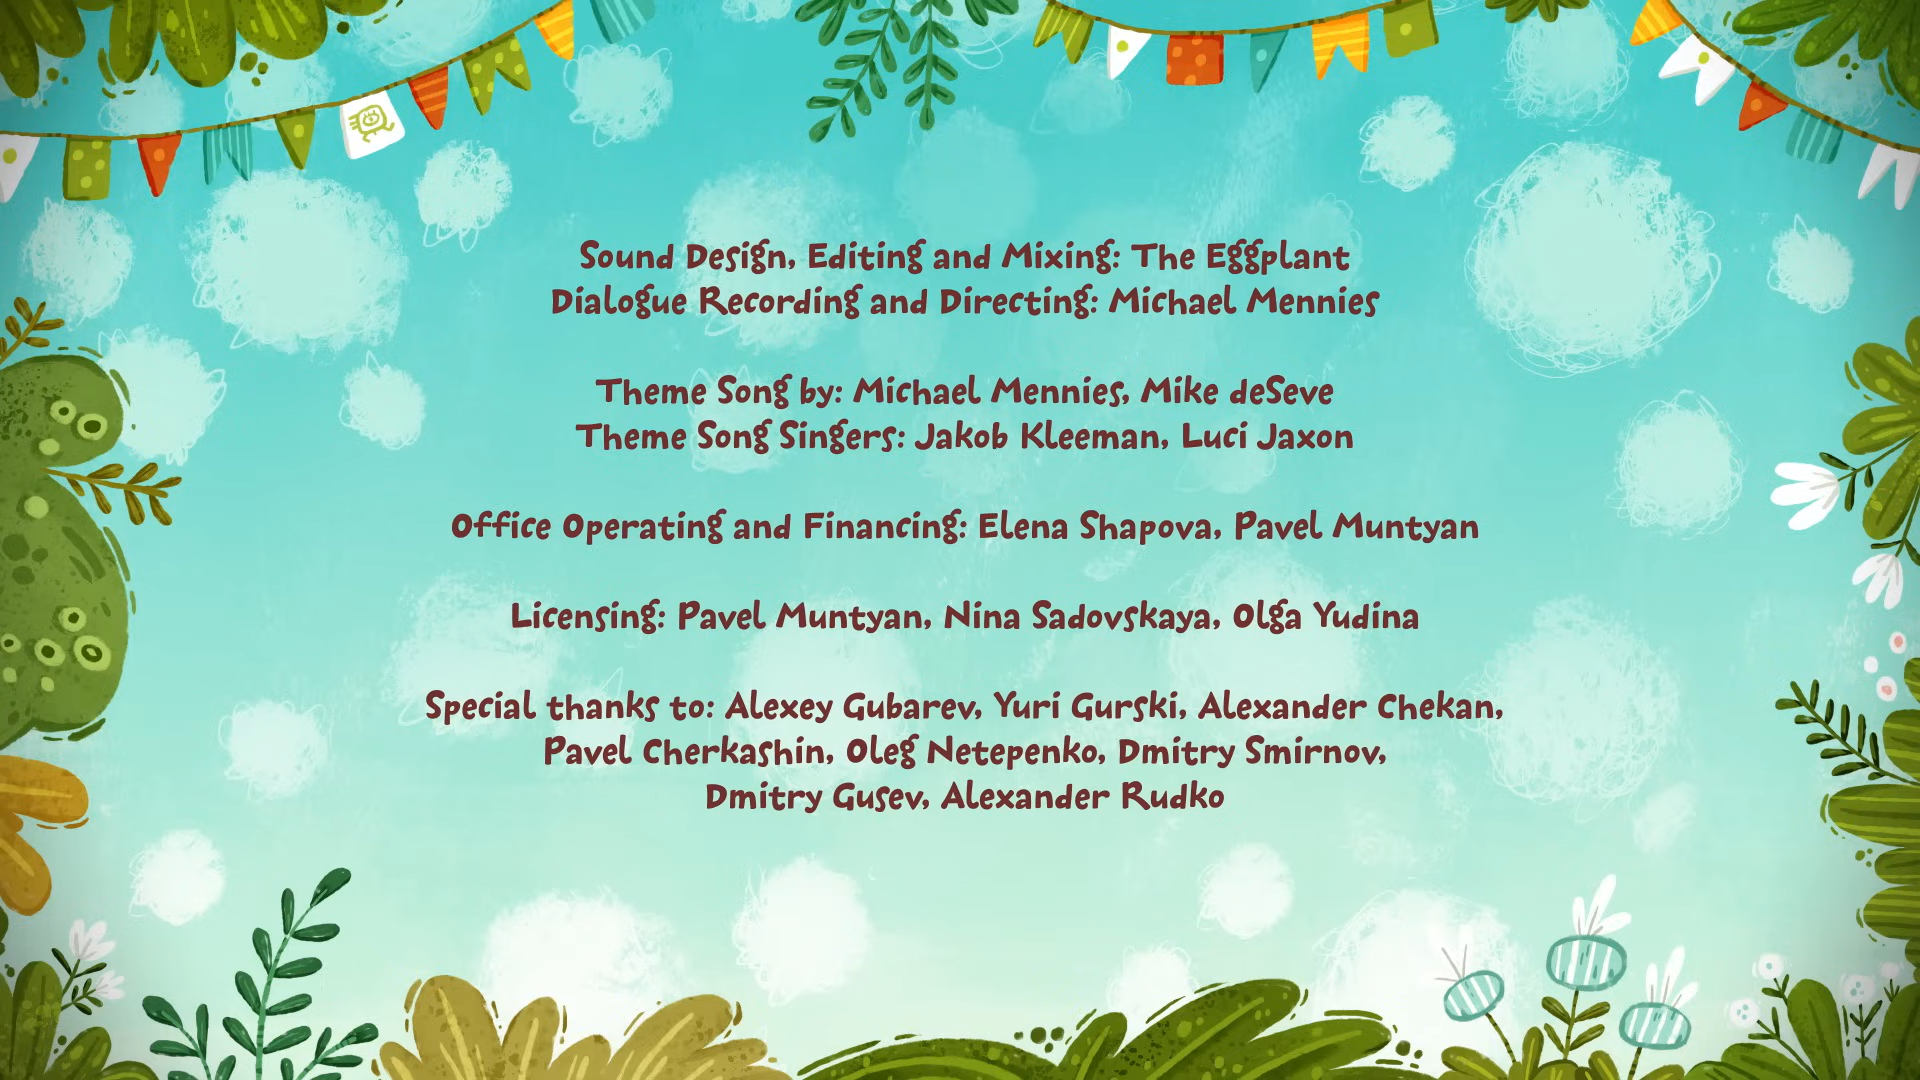 Sound Design, Editing and Mixing: The Eggplant
Dialogue Recording and Directing: Michael Mennies
Theme Song by: Michael Mennies, Mike deSeve
Theme Song Singers: Jakob Kleeman, Luci Jaxon
Office Operating and Financing: Elena Shapova, Pavel Muntyan
Licensing: Pavel Muntyan, Nina Sadovskaya, Olga Yudina
Special thanks to: Alexey Gubarev, Yuri Gurski, Alexander Chekan,
Pavel Cherkashin, Oleg Netepenko, Dmitry Smirnov,
Dmitry Gusev, Alexander Rudko